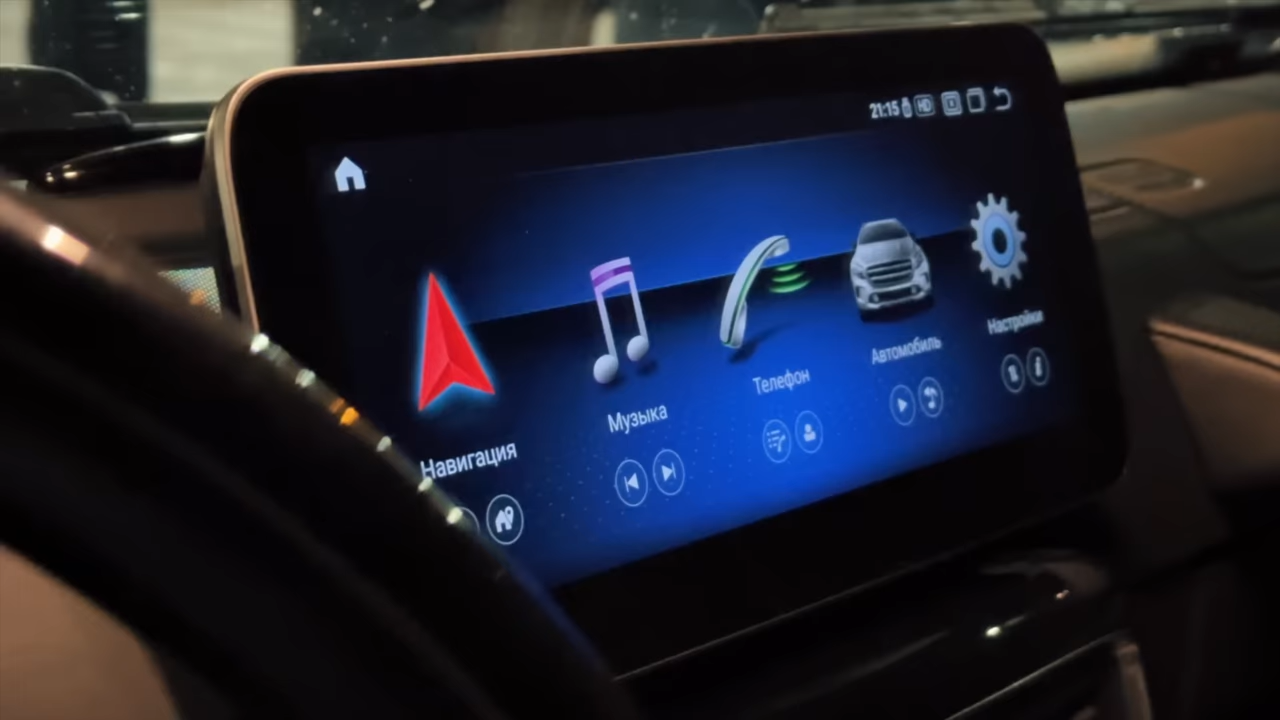 21:15 HD
Навигация
Музыка
Телефон
Автомобиль
Настройки